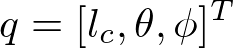 q = [l_c, θ, ϕ]^T